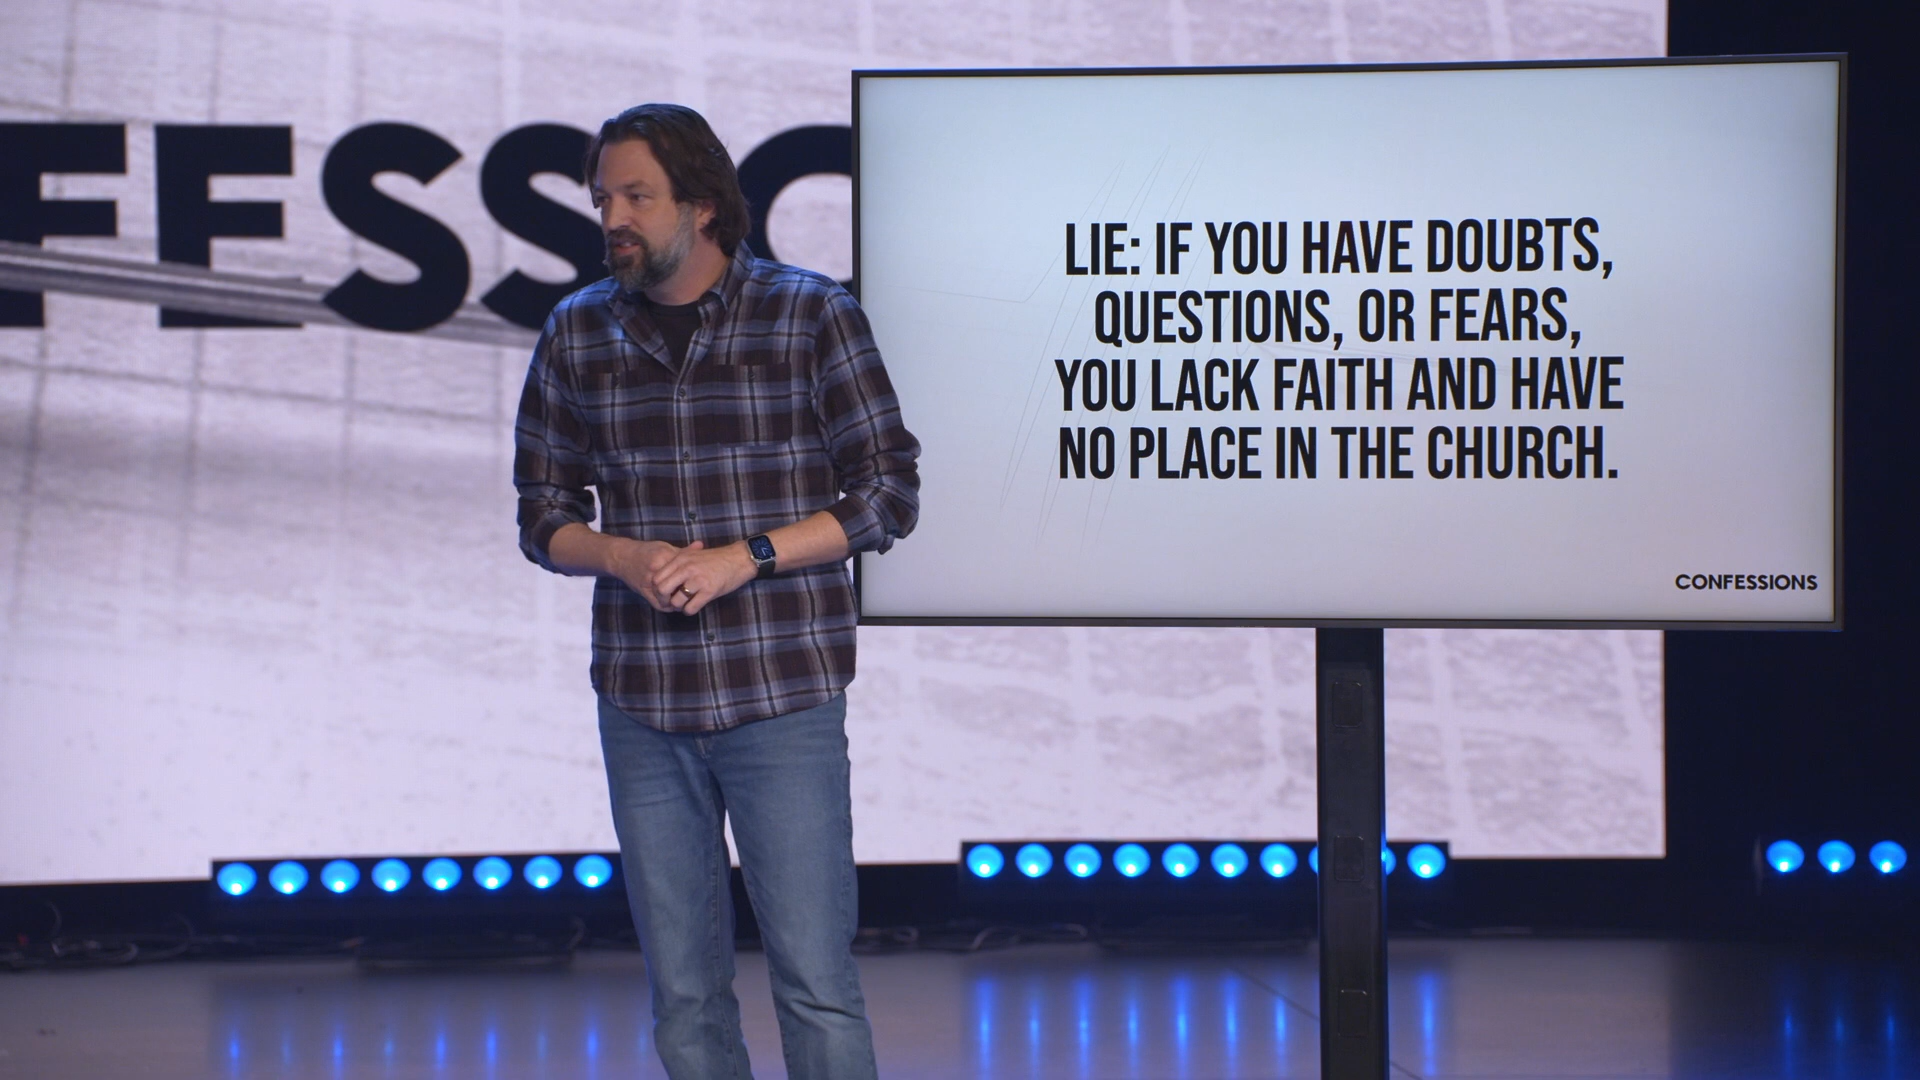 FESSIO
LIE: IF YOU HAVE DOUBTS,
QUESTIONS, OR FEARS,
YOU LACK FAITH AND HAVE
NO PLACE IN THE CHURCH.
CONFESSIONS